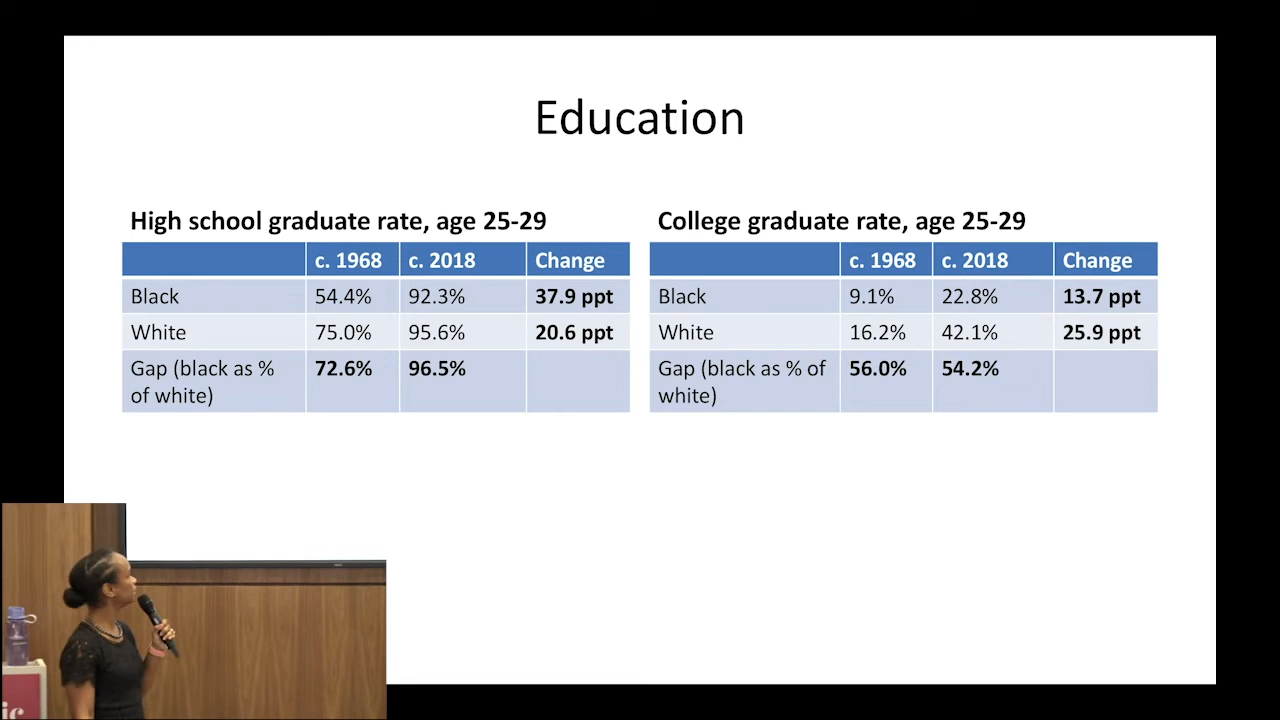 Education
High school graduate rate, age 25-29
c. 1968 c. 2018 Change
Black 54.4% 92.3% 37.9 ppt
White 75.0% 95.6% 20.6 ppt
Gap (black as % 72.6% 96.5%
of white)
College graduate rate, age 25-29
c. 1968 c. 2018 Change
Black 9.1% 22.8% 13.7 ppt
White 16.2% 42.1% 25.9 ppt
Gap (black as % of 56.0% 54.2%
white)
ic